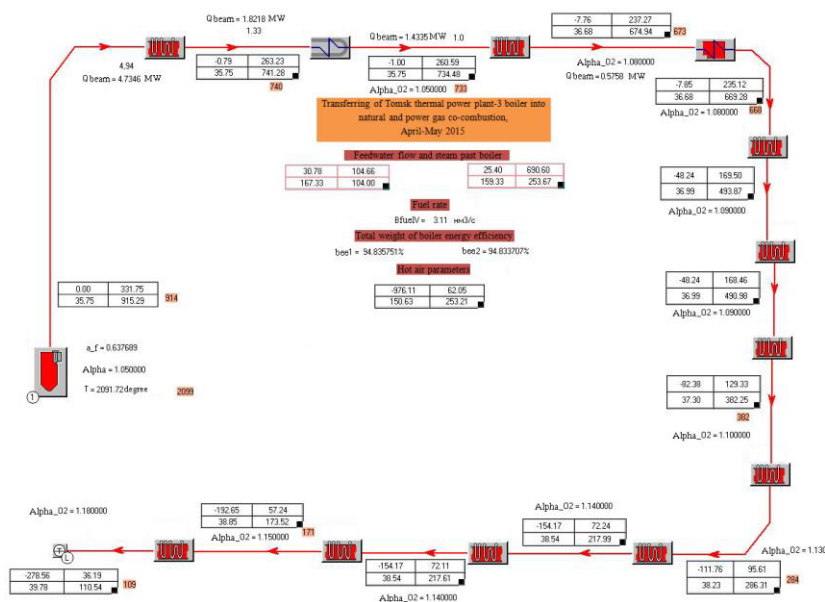 Qbeam = 1.8218 MW
1.33
Qbeam = 1.4335 MW 1.0
-7.76 237.27
36.68 674.94
673
4.94
Qbeam = 4.7346 MW
-0.79 263.23
35.75 741.28
740
-1.00 260.59
35.75 734.48
Alpha_O2 = 1.050000
733
Alpha_O2 = 1.080000
Qbeam = 0.5758 MW
-7.85 235.12
36.68 669.28
Alpha_O2 = 1.080000
668
Transferring of Tomsk thermal power plant-3 boiler into
natural and power gas co-combustion,
April-May 2015
Feedwater flow and steam past boiler
30.78 104.66
167.33 104.00
25.40 690.60
159.33 253.67
-48.24 169.50
36.99 493.87
Alpha_O2 = 1.090000
Fuel rate
BfuelV = 3.11 нм3/с
Total weight of boiler energy efficiency
bee1 = 94.835751%
bee2 = 94.833707%
Hot air parameters
-976.11 62.05
150.63 253.21
-48.24 168.46
36.99 490.98
Alpha_O2 = 1.090000
0.00 331.75
35.75 915.29
914
a_f = 0.637689
Alpha = 1.050000
T = 2091.72degree
2099
1
-82.38 129.33
37.30 382.25
382
Alpha_O2 = 1.100000
Alpha_O2 = 1.180000
-192.65 57.24
38.85 173.52
171
Alpha_O2 = 1.150000
Alpha_O2 = 1.140000
-154.17 72.24
38.54 217.99
Alpha_O2 = 1.130
T
L
-278.56 36.19
39.78 110.54
109
-154.17 72.11
38.54 217.61
Alpha_O2 = 1.140000
-111.76 95.61
38.23 286.31
284